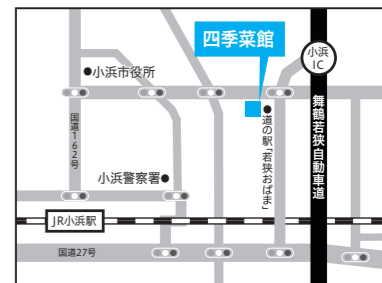 四季菜館
小浜
IC
小浜市役所
国道162号
道の駅「若狭おばま」
舞鶴若狭自動車道
小浜警察署
JR小浜駅
国道27号